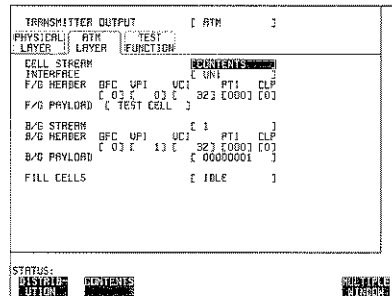 TRANSMITTER OUTPUT [ ATM ]
PHYSICAL LAYER
ATM LAYER
TEST FUNCTION
CELL STREAM [CONTENTS]
INTERFACE [ UNI ]
F/G HEADER GFC VPI VCI PTI CLP
[ 0] [ 0] [ 32] [000] [0]
F/G PAYLOAD [ TEST CELL ]
B/G STREAM [ 1 ]
B/G HEADER GFC VPI VCI PTI CLP
[ 0] [ 1] [ 32] [000] [0]
B/G PAYLOAD [ 00000001 ]
FILL CELLS [ IDLE ]
STATUS:
DISTRIB-UTION
CONTENTS
MULTIPLE WINDOW